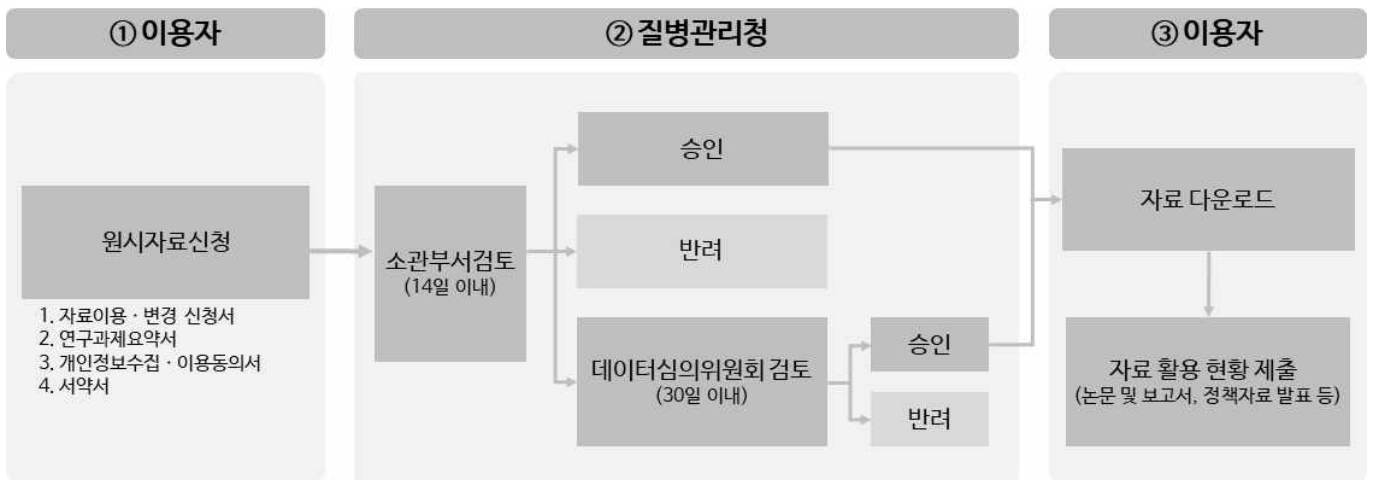 ① 이용자
② 질병관리청
③ 이용자
원시자료신청
1. 자료이용 · 변경 신청서
2. 연구과제요약서
3. 개인정보수집 · 이용동의서
4. 서약서
소관부서검토
(14일 이내)
승인
반려
데이터심의위원회 검토
(30일 이내)
승인
반려
자료 다운로드
자료 활용 현황 제출
(논문 및 보고서, 정책자료 발표 등)